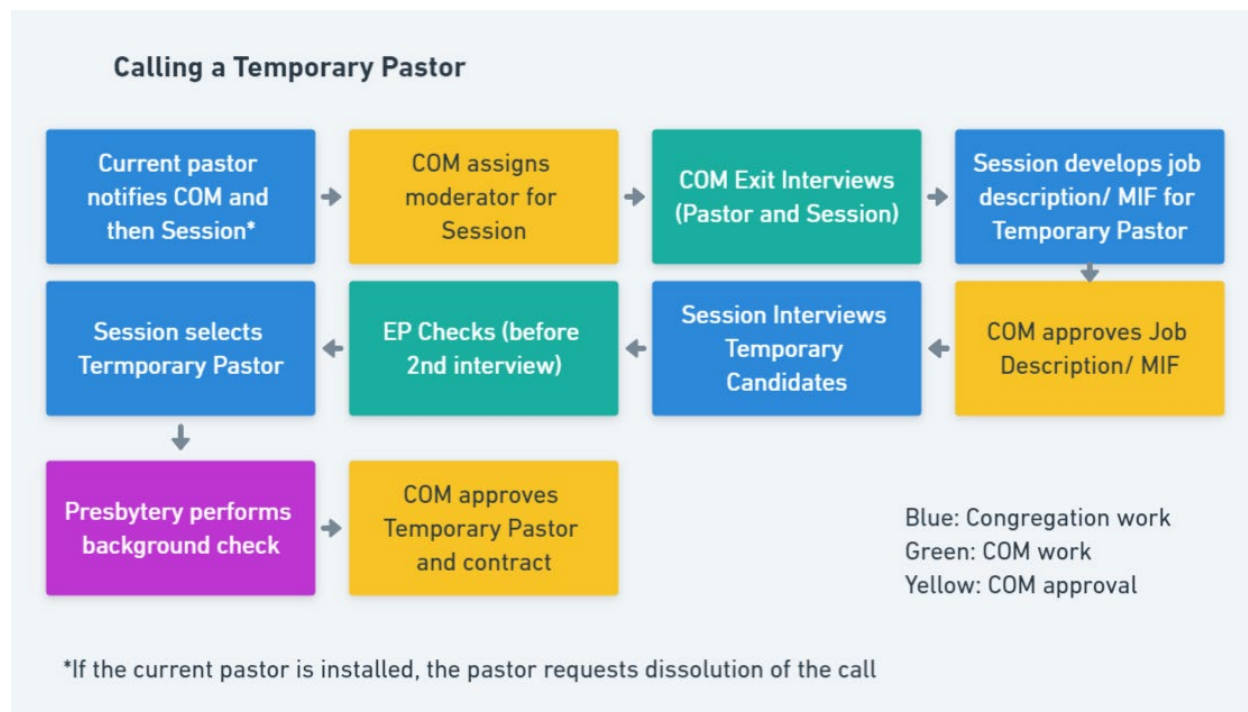 Calling a Temporary Pastor
Current pastor
notifies COM and
then Session*
COM assigns
moderator for
Session
COM Exit Interviews
(Pastor and Session)
Session develops job
description/ MIF for
Temporary Pastor
COM approves Job
Description/ MIF
Session Interviews
Temporary
Candidates
EP Checks (before
2nd interview)
Session selects
Termporary Pastor
Presbytery performs
background check
COM approves
Temporary Pastor
and contract
Blue: Congregation work
Green: COM work
Yellow: COM approval
*If the current pastor is installed, the pastor requests dissolution of the call